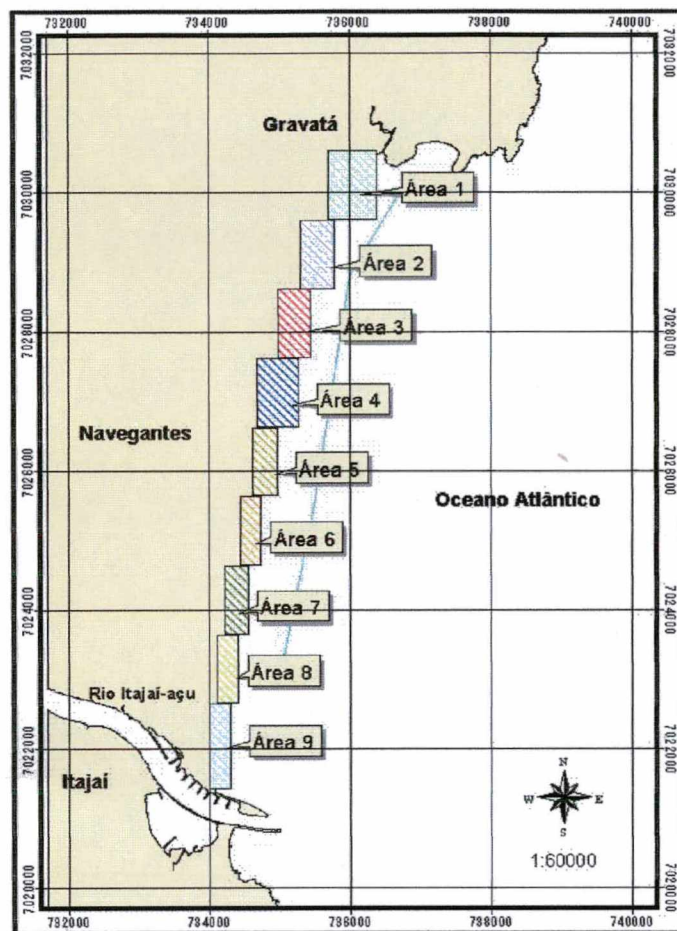 732000 734000 736000 738000 740000
7032000 7032000
Gravatá
Área 1
7030000 7030000
Área 2
Área 3
7028000 7028000
Área 4
Navegantes
Área 5
7026000 7026000
Oceano Atlântico
Área 6
Área 7
7024000 7024000
Área 8
Rio Itajaí-açu
Área 9
7022000 7022000
Itajaí
N
W E
S
1:60000
7020000 7020000
732000 734000 736000 738000 740000